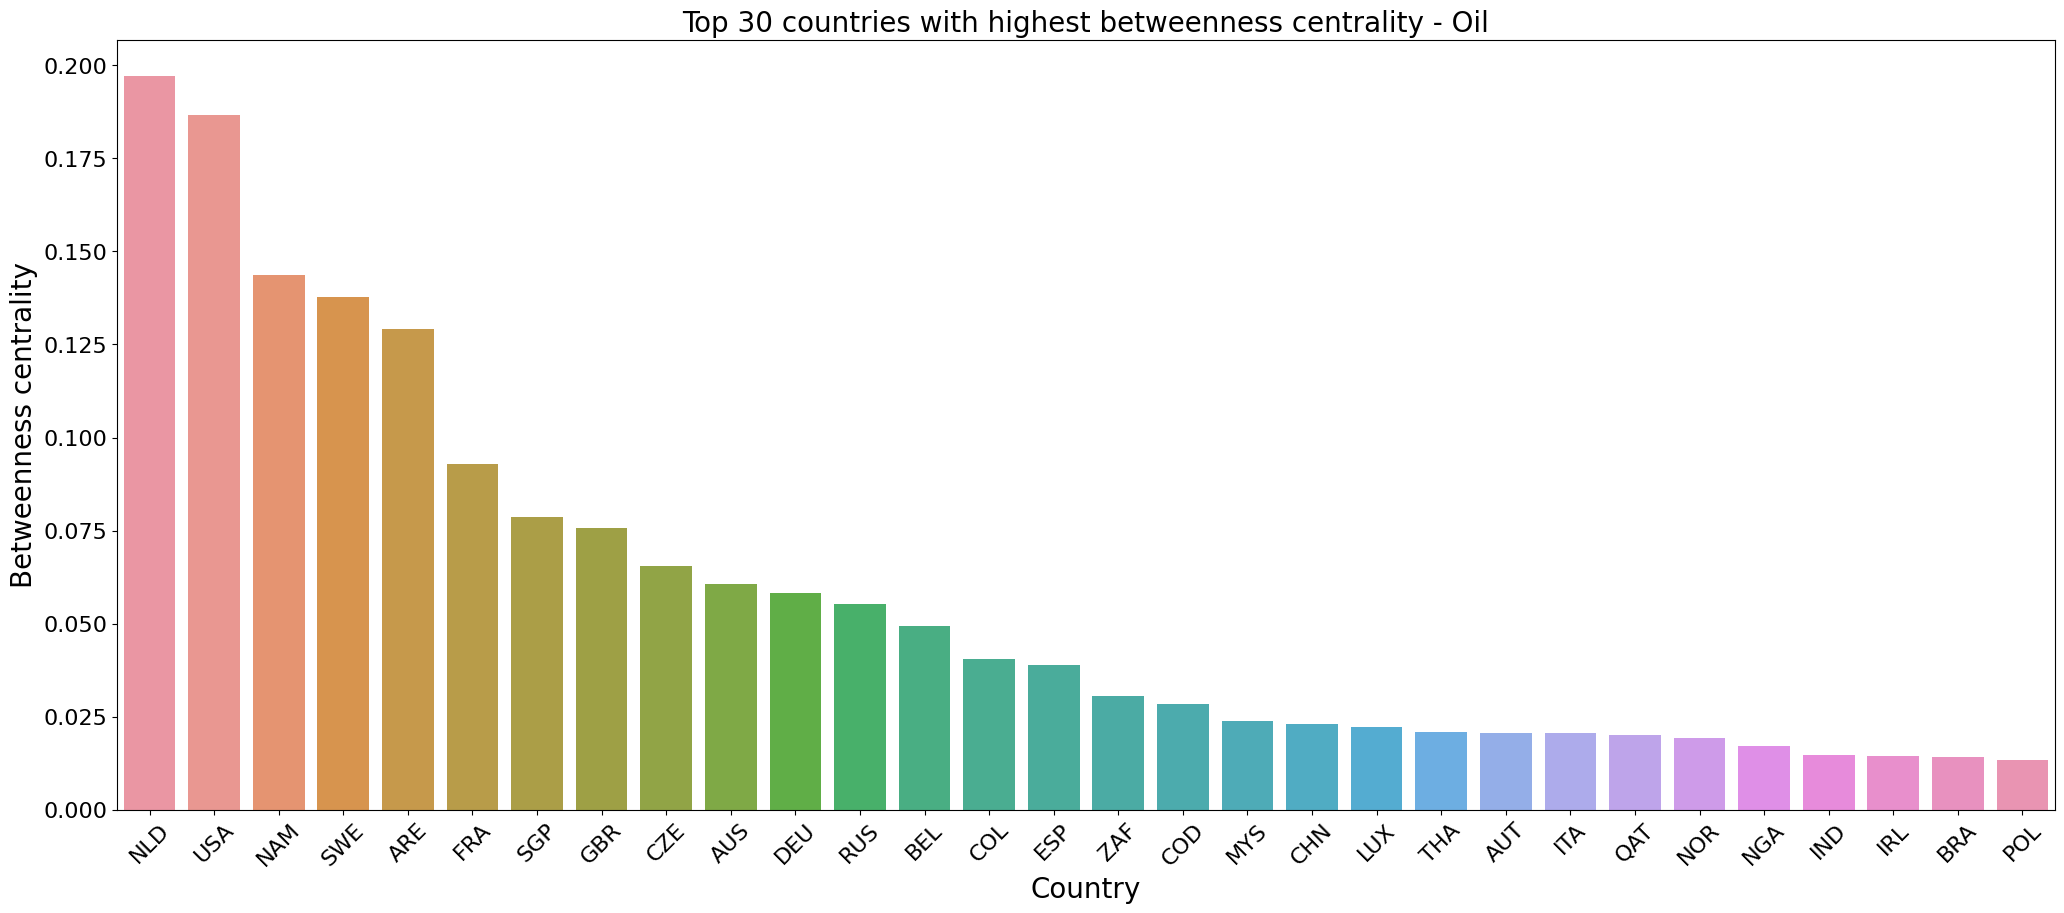 Top 30 countries with highest betweenness centrality - Oil
Betweenness centrality
0.200
0.175
0.150
0.125
0.100
0.075
0.050
0.025
0.000
NLD USA NAM SWE ARE FRA SGP GBR CZE AUS DEU RUS BEL COL ESP ZAF COD MYS CHN LUX THA AUT ITA QAT NOR NGA IND IRL BRA POL
Country